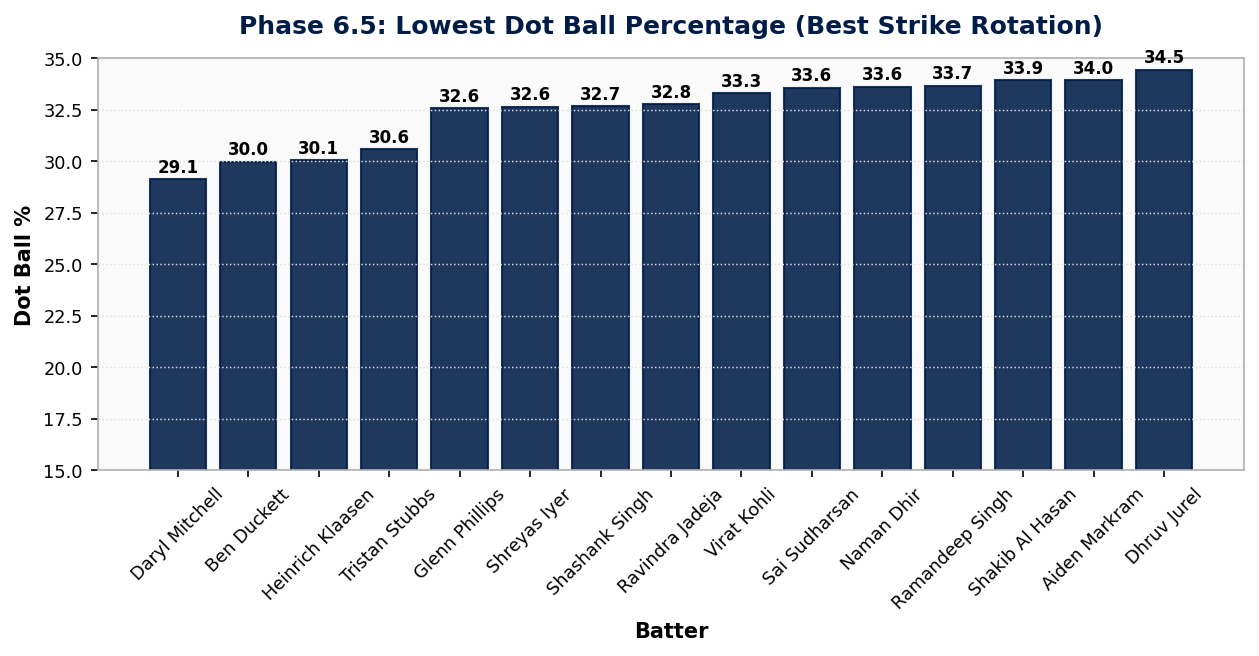 Phase 6.5: Lowest Dot Ball Percentage (Best Strike Rotation)
35.0
32.5
30.0
27.5
25.0
22.5
20.0
17.5
15.0
Dot Ball %
29.1
30.0
30.1
30.6
32.6
32.6
32.7
32.8
33.3
33.6
33.6
33.7
33.9
34.0
34.5
Daryl Mitchell
Ben Duckett
Heinrich Klaasen
Tristan Stubbs
Glenn Phillips
Shreyas Iyer
Shashank Singh
Ravindra Jadeja
Virat Kohli
Sai Sudharsan
Naman Dhir
Ramandeep Singh
Shakib Al Hasan
Aiden Markram
Dhruv Jurel
Batter